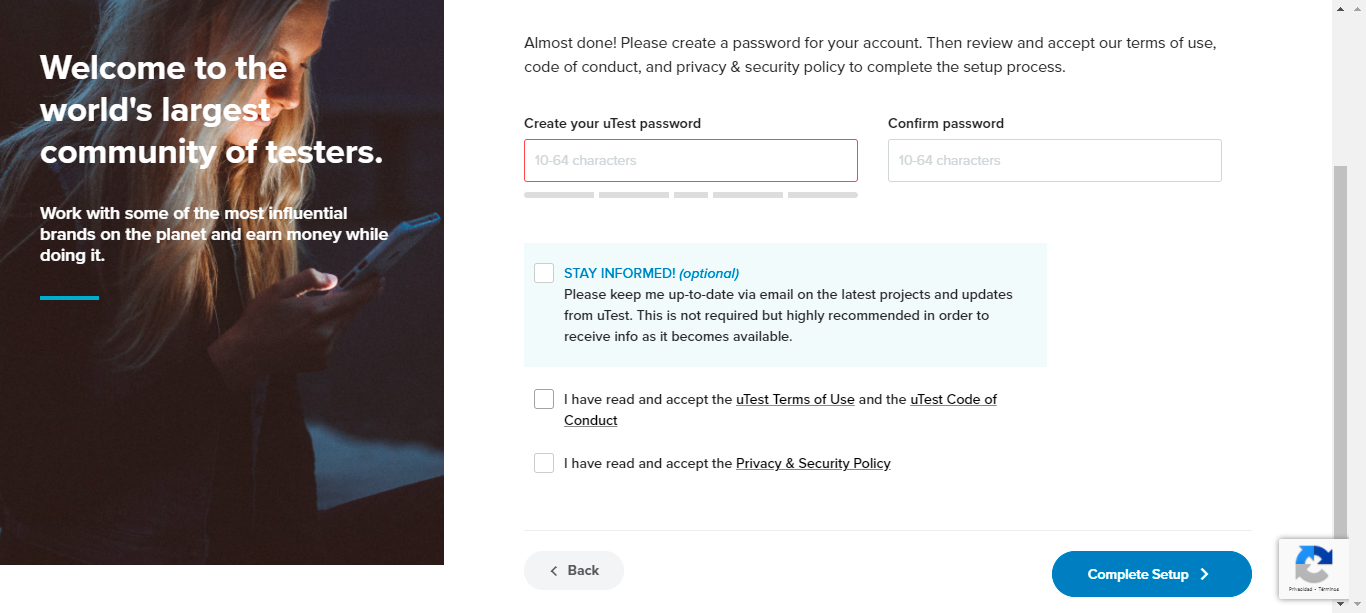 Welcome to the
world's largest
community of testers.
Work with some of the most influential
brands on the planet and earn money while
doing it.
Almost done! Please create a password for your account. Then review and accept our terms of use,
code of conduct, and privacy & security policy to complete the setup process.
Create your uTest password
10-64 characters
Confirm password
10-64 characters
STAY INFORMED! (optional)
Please keep me up-to-date via email on the latest projects and updates
from uTest. This is not required but highly recommended in order to
receive info as it becomes available.
I have read and accept the uTest Terms of Use and the uTest Code of
Conduct
I have read and accept the Privacy & Security Policy
Back
Complete Setup
Privacidad - Términos